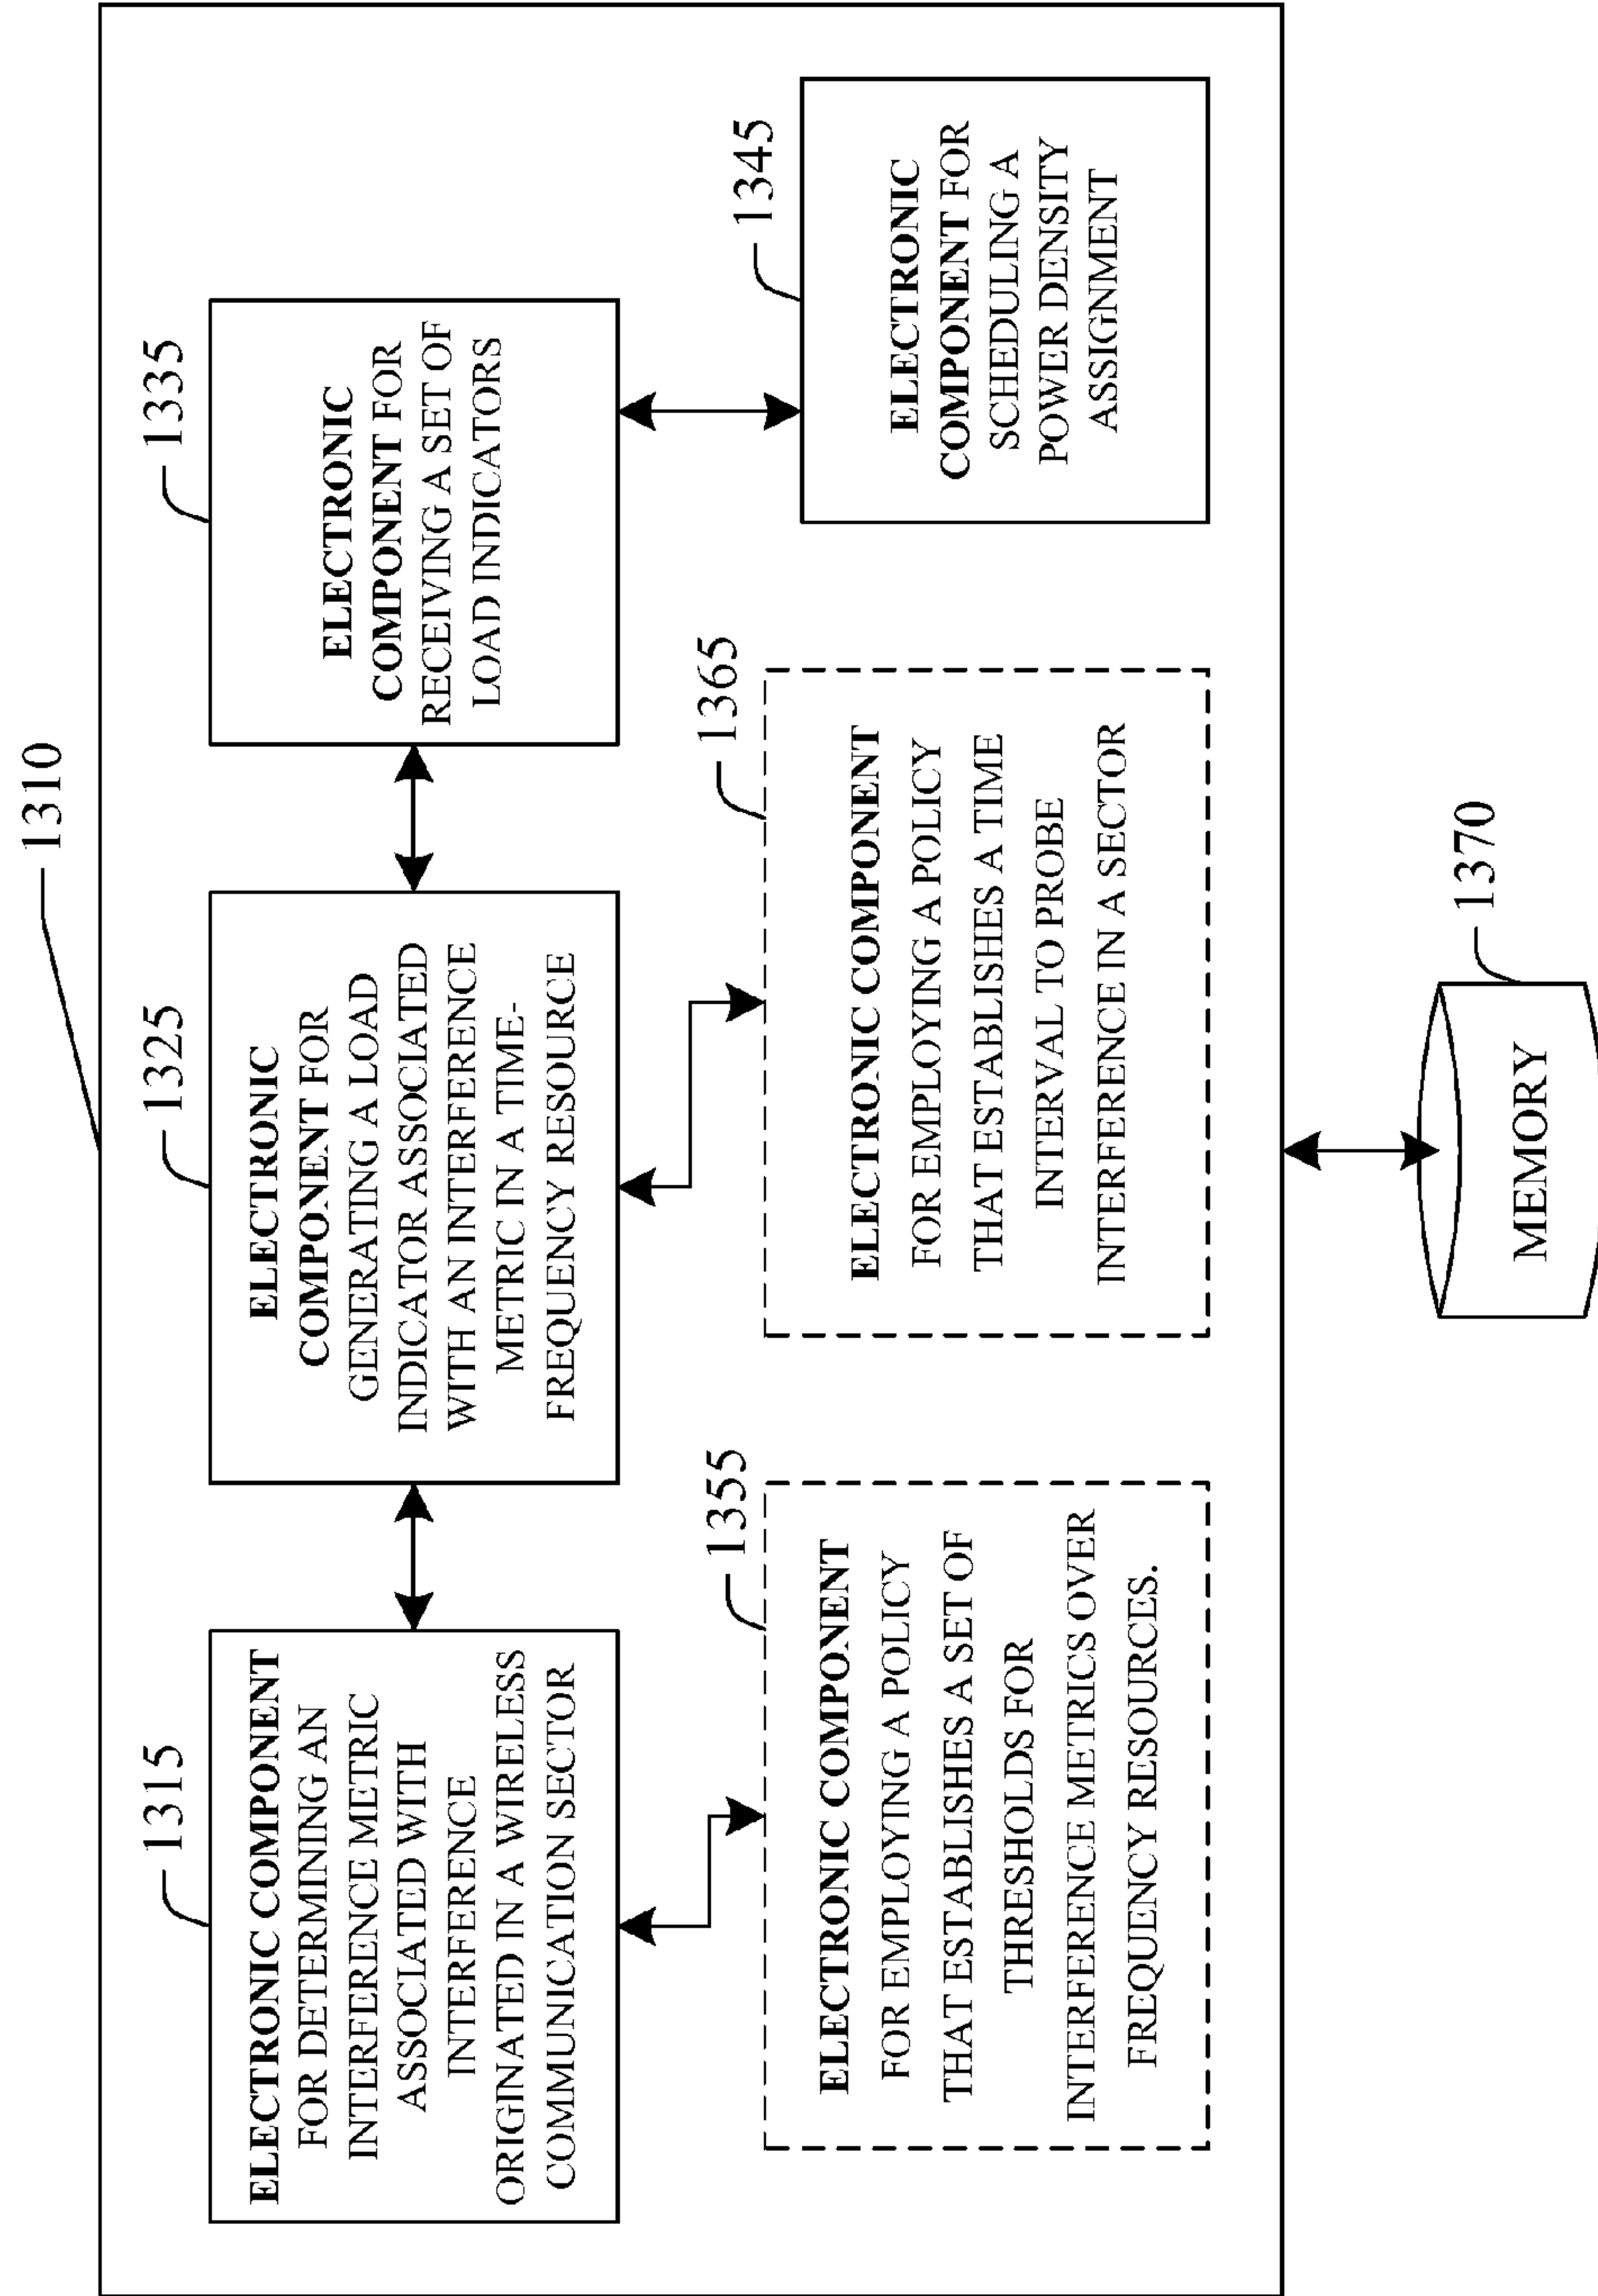 1310
1315
ELECTRONIC COMPONENT
FOR DETERMINING AN
INTERFERENCE METRIC
ASSOCIATED WITH
INTERFERENCE
ORIGINATED IN A WIRELESS
COMMUNICATION SECTOR
1325
ELECTRONIC
COMPONENT FOR
GENERATING A LOAD
INDICATOR ASSOCIATED
WITH AN INTERFERENCE
METRIC IN A TIME-
FREQUENCY RESOURCE
1335
ELECTRONIC
COMPONENT FOR
RECEIVING A SET OF
LOAD INDICATORS
1355
ELECTRONIC COMPONENT
FOR EMPLOYING A POLICY
THAT ESTABLISHES A SET OF
THRESHOLDS FOR
INTERFERENCE METRICS OVER
FREQUENCY RESOURCES.
1365
ELECTRONIC COMPONENT
FOR EMPLOYING A POLICY
THAT ESTABLISHES A TIME
INTERVAL TO PROBE
INTERFERENCE IN A SECTOR
1345
ELECTRONIC
COMPONENT FOR
SCHEDULING A
POWER DENSITY
ASSIGNMENT
1370
MEMORY